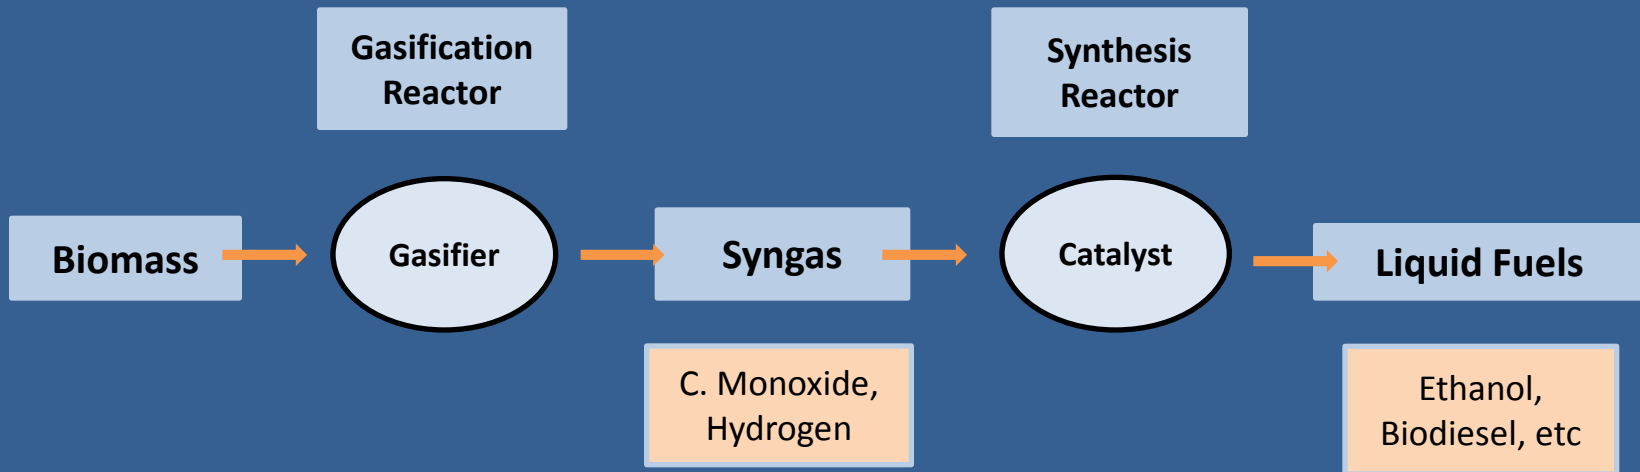 Gasification
Reactor
Synthesis
Reactor
Biomass
Gasifier
Syngas
Catalyst
Liquid Fuels
C. Monoxide,
Hydrogen
Ethanol,
Biodiesel, etc